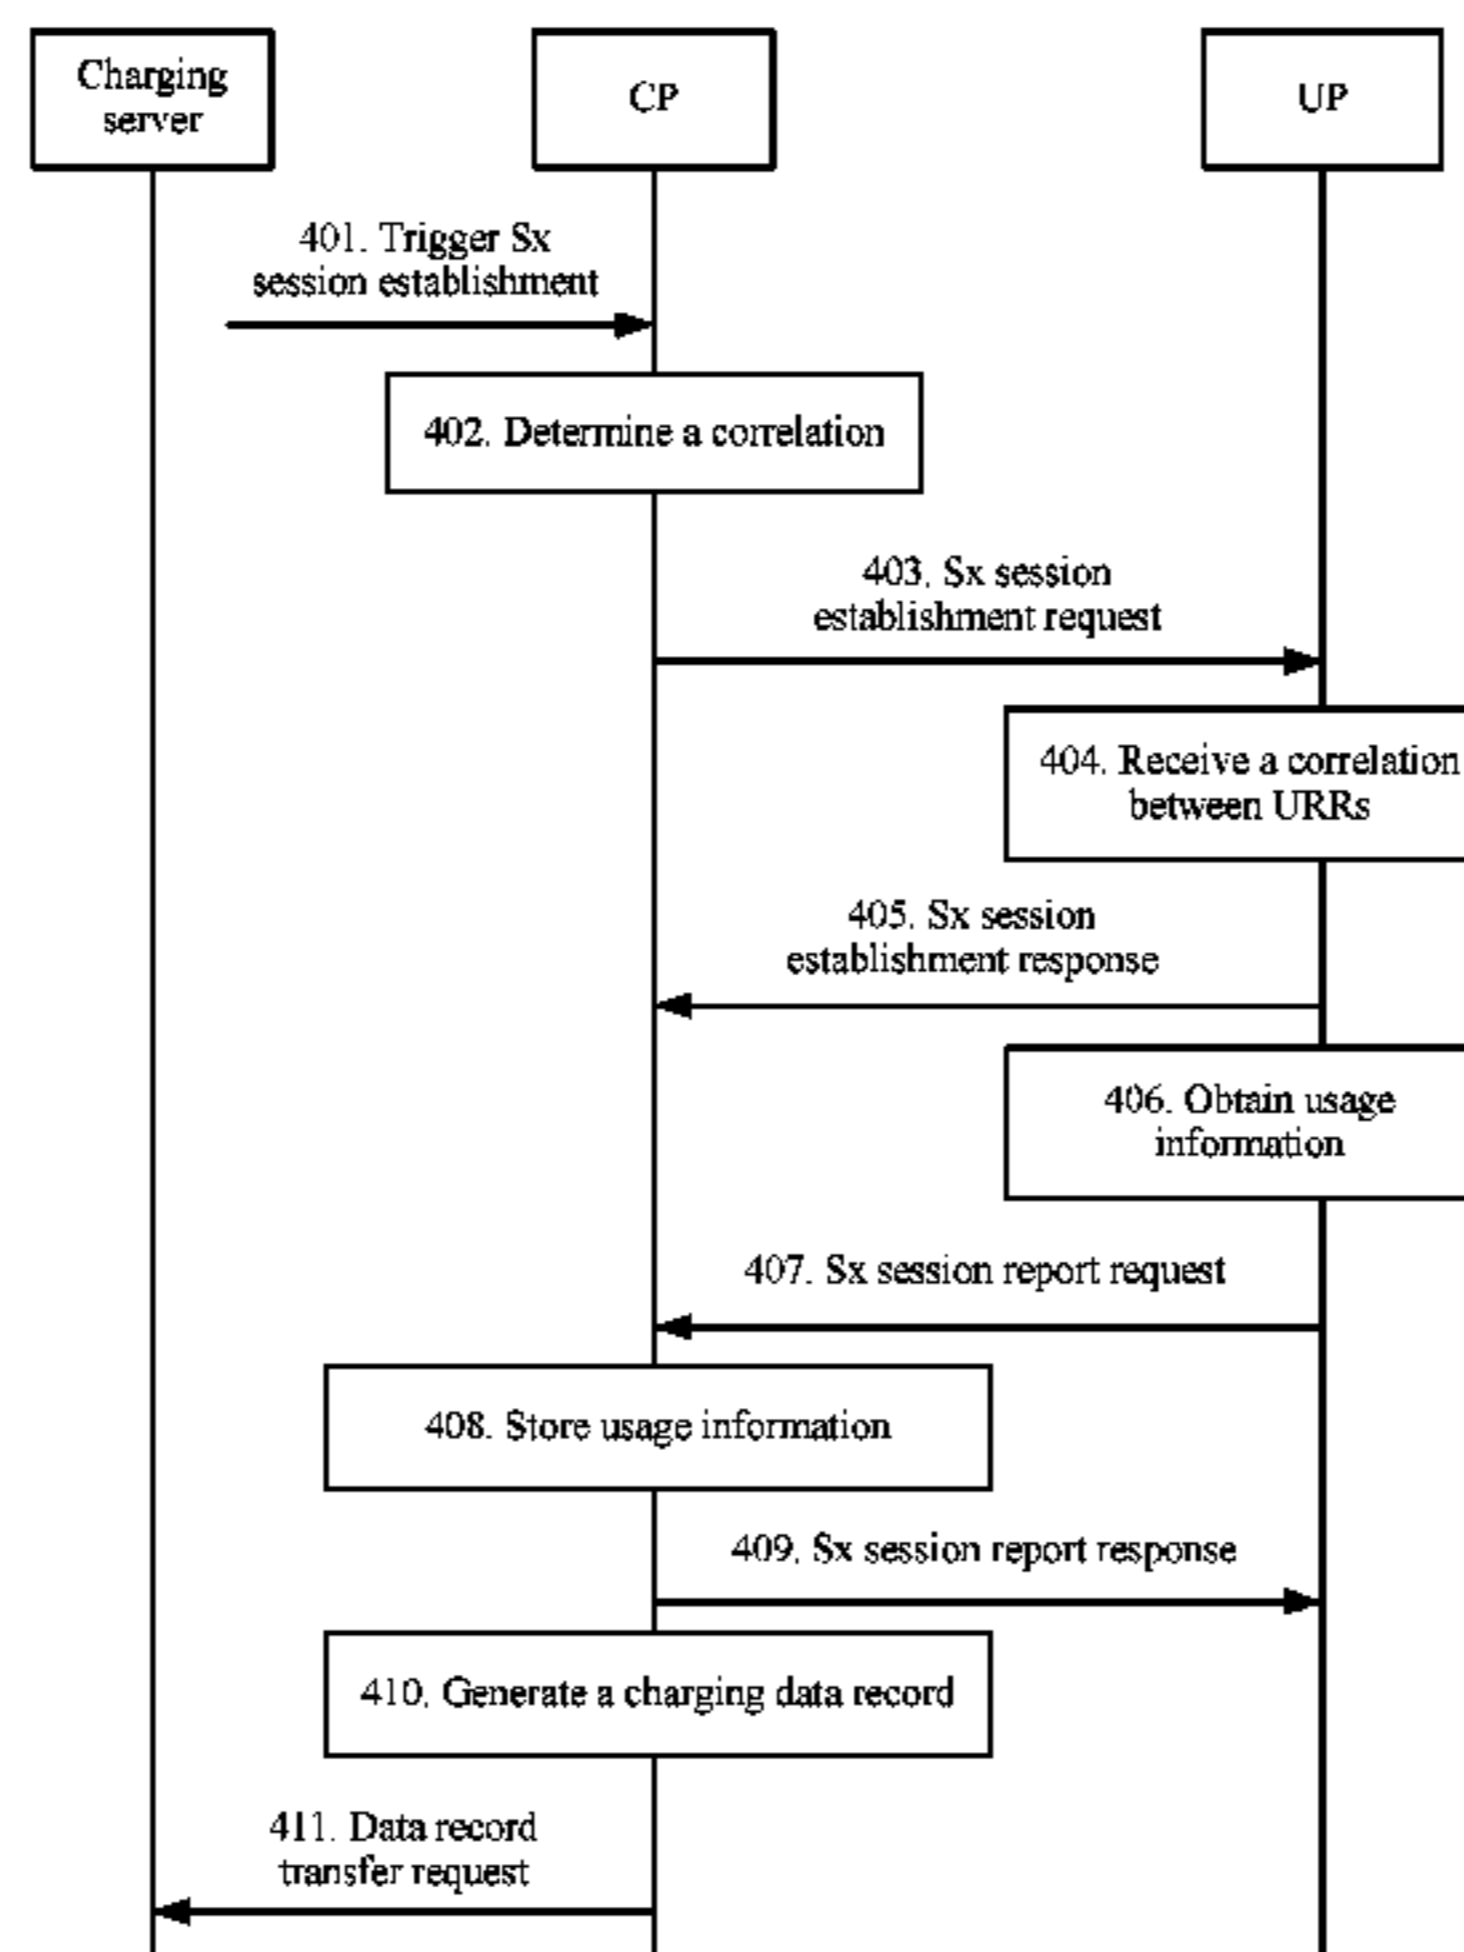 Charging
server
CP
UP
401. Trigger Sx
session establishment
402. Determine a correlation
403. Sx session
establishment request
404. Receive a correlation
between URRs
405. Sx session
establishment response
406. Obtain usage
information
407. Sx session report request
408. Store usage information
409. Sx session report response
410. Generate a charging data record
411. Data record
transfer request